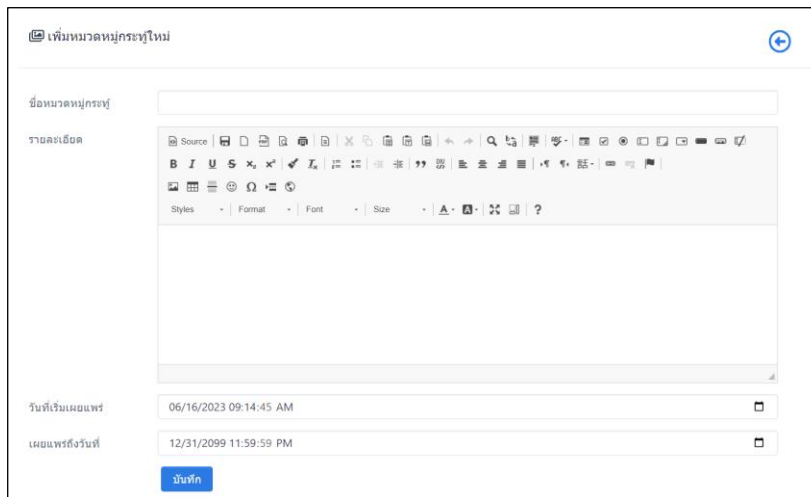 เพิ่มหมวดหมู่กระทู้ใหม่
ชื่อหมวดหมู่กระทู้
รายละเอียด
Source
B I U S x₂ x² Tx
Styles Format Font Size A A ?
วันที่เริ่มเผยแพร่ 06/16/2023 09:14:45 AM
เผยแพร่ถึงวันที่ 12/31/2099 11:59:59 PM
บันทึก